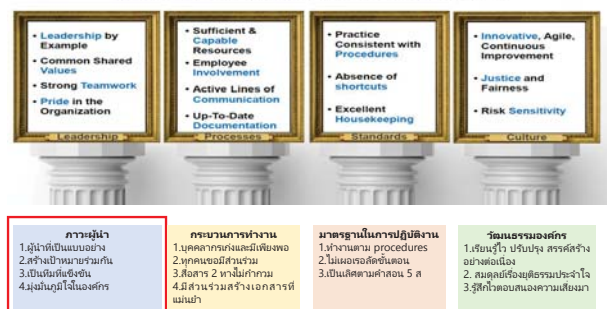 • Leadership by
Example
• Common Shared
Values
• Strong Teamwork
• Pride in the
Organization
Leadership
• Sufficient &
Capable
Resources
• Employee
Involvement
• Active Lines of
Communication
• Up-To-Date
Documentation
Processes
• Practice
Consistent with
Procedures
• Absence of
shortcuts
• Excellent
Housekeeping
Standards
• Innovative, Agile,
Continuous
Improvement
• Justice and
Fairness
• Risk Sensitivity
Culture
ภาวะผู้นำ
1.ผู้นำที่เป็นแบบอย่าง
2.สร้างเป้าหมายร่วมกัน
3.เป็นทีมที่แข็งขัน
4.มุ่งมั่นภูมิใจในองค์กร
กระบวนการทำงาน
1.บุคคลากรเก่งและมีเพียงพอ
2.ทุกคนขอมีส่วนร่วม
3.สื่อสาร 2 ทางไม่กำกวม
4.มีส่วนร่วมสร้างเอกสารที่
แม่นยำ
มาตรฐานในการปฏิบัติงาน
1.ทำงานตาม procedures
2.ไม่เผอเรอลัดขั้นตอน
3.เป็นเลิศตามคำสอน 5 ส
วัฒนธรรมองค์กร
1.เรียนรู้ไว ปรับปรุง สรรค์สร้าง
อย่างต่อเนื่อง
2. สมดุลย์เรื่องยุติธรรมประจำใจ
3.รู้สึกไวตอบสนองความเสี่ยงมา